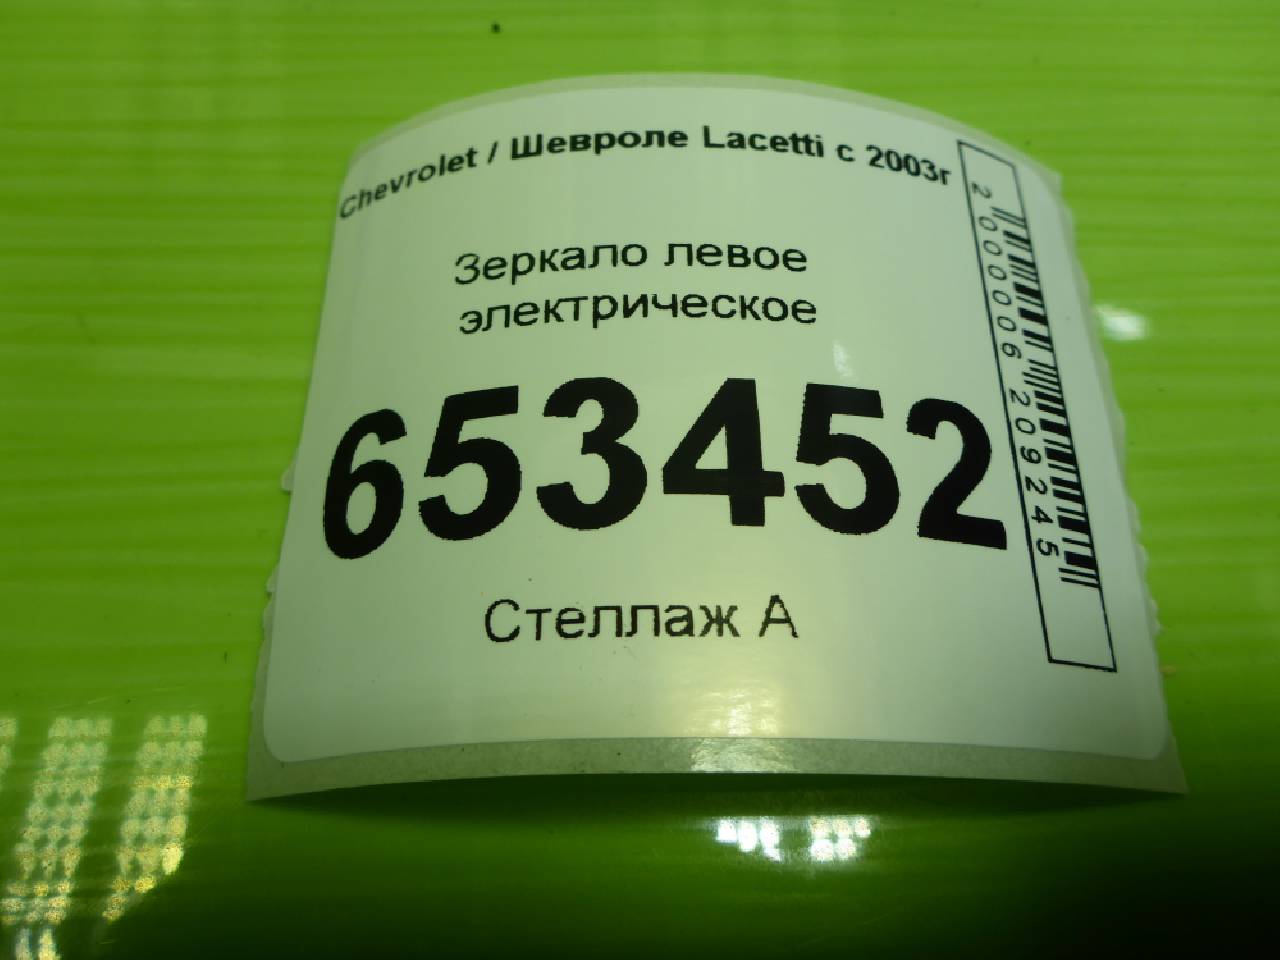 Chevrolet / Шевроле Lacetti с 2003г
Зеркало левое
электрическое
653452
Стеллаж А
2000006209245